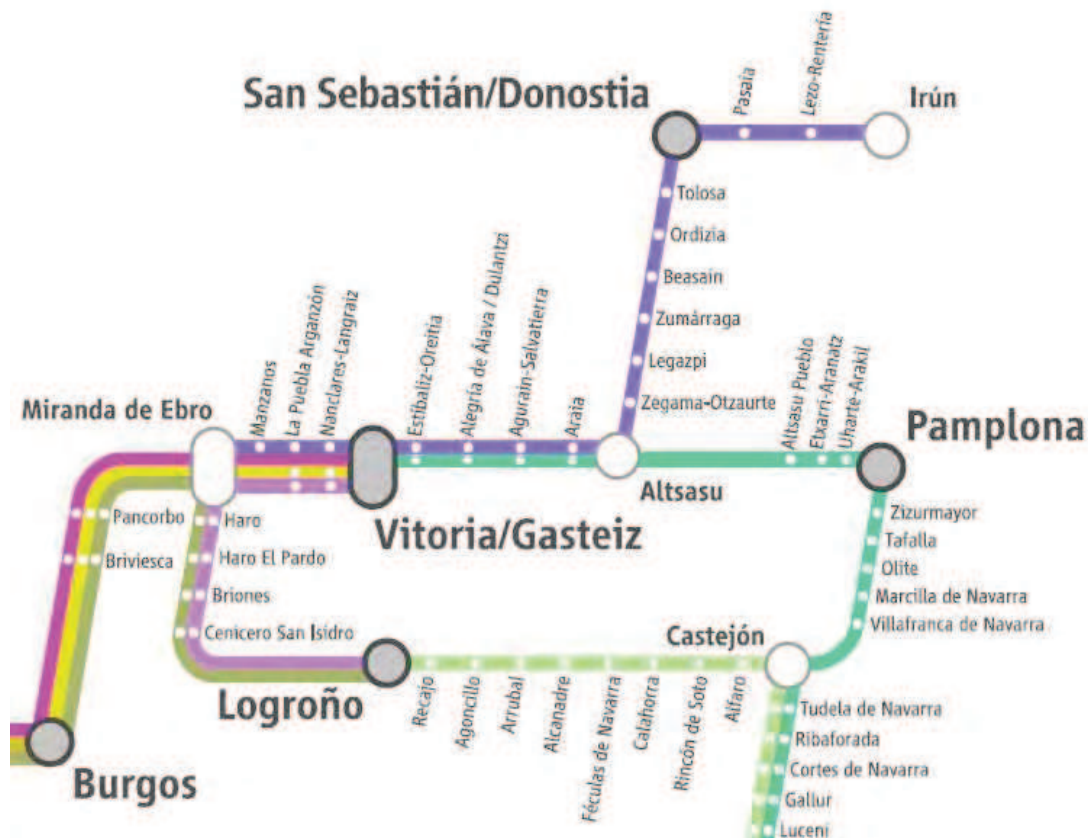 San Sebastián/Donostia
Pasaia
Lezo-Rentería
Irún
Tolosa
Ordizia
Beasain
Zumárraga
Legazpi
Zegama-Otzaurte
Miranda de Ebro
Manzanos
La Puebla Arganzón
Nanclares-Langraiz
Estíbaliz-Oreitia
Alegría de Álava / Dulantzi
Agurain-Salvatierra
Araia
Altsasu Pueblo
Etxarri-Aranatz
Uharte-Arakil
Pamplona
Altsasu
Vitoria/Gasteiz
Pancorbo
Briviesca
Haro
Haro El Pardo
Briones
Cenicero San Isidro
Zizurmayor
Tafalla
Olite
Marcilla de Navarra
Villafranca de Navarra
Castejón
Logroño
Recajo
Agoncillo
Arrubal
Alcanadre
Féculas de Navarra
Calahorra
Rincón de Soto
Alfaro
Tudela de Navarra
Ribaforada
Cortes de Navarra
Gallur
Luceni
Burgos